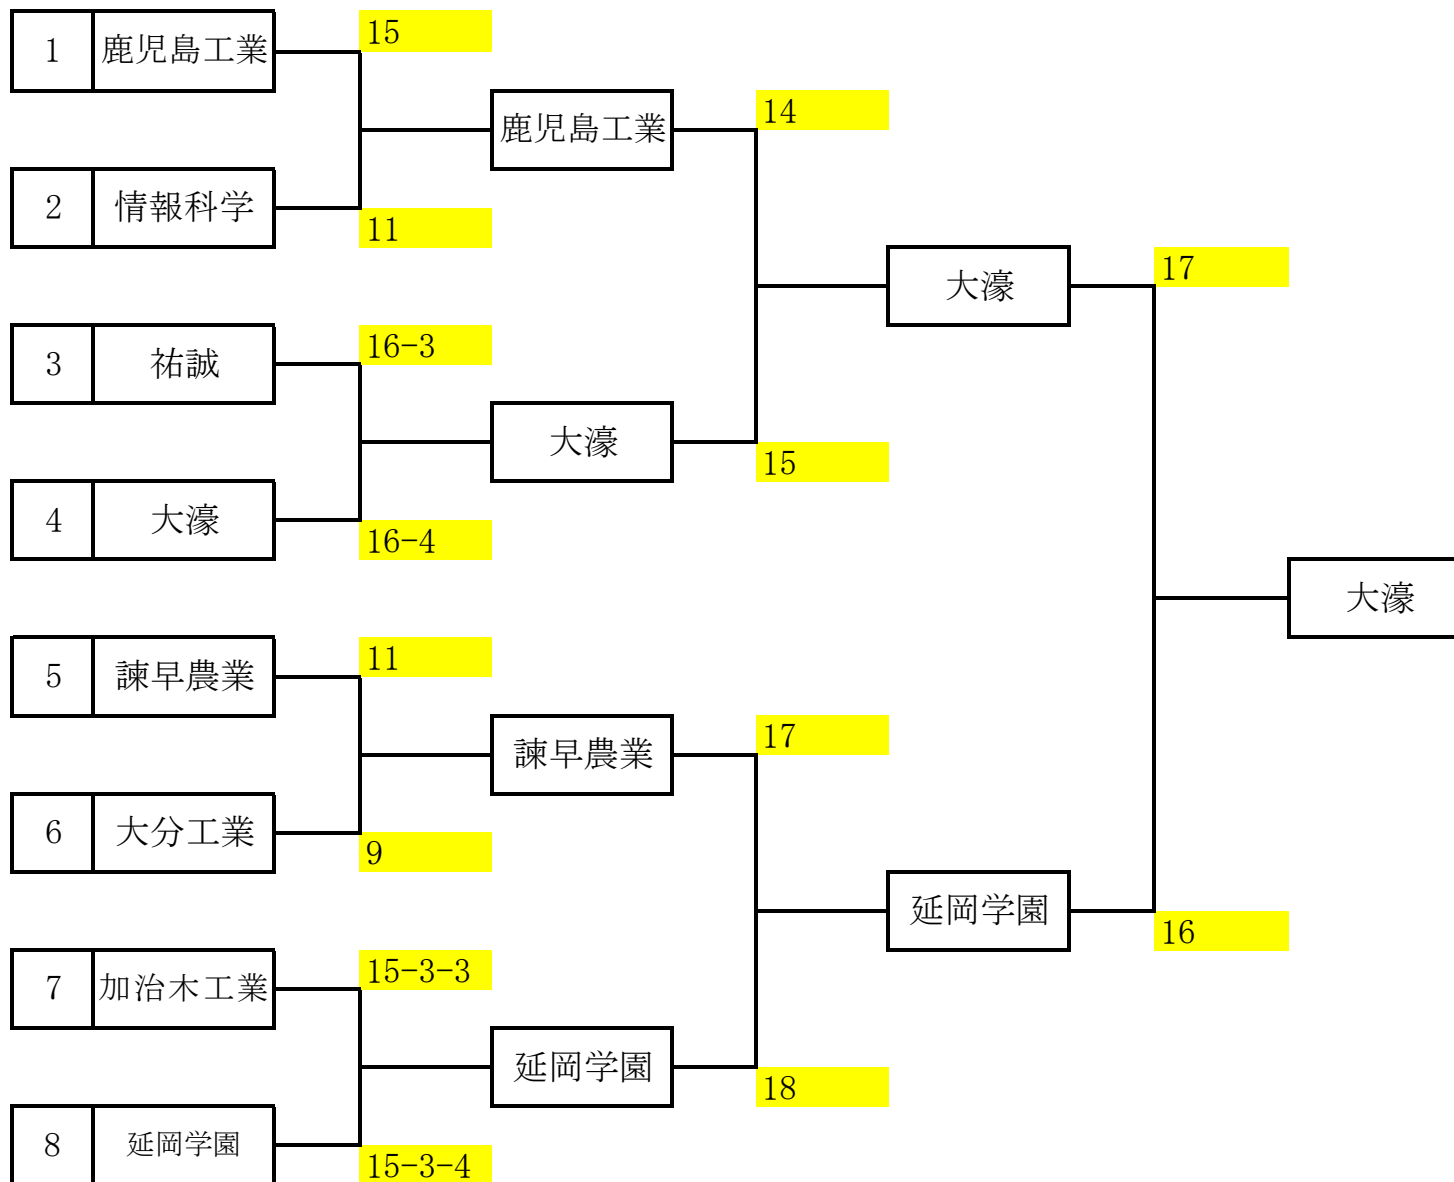 1 鹿児島工業
15
鹿児島工業
14
2 情報科学
11
大濠
17
3 祐誠
16-3
大濠
15
4 大濠
16-4
大濠
5 諫早農業
11
諫早農業
17
6 大分工業
9
延岡学園
16
7 加治木工業
15-3-3
延岡学園
18
8 延岡学園
15-3-4